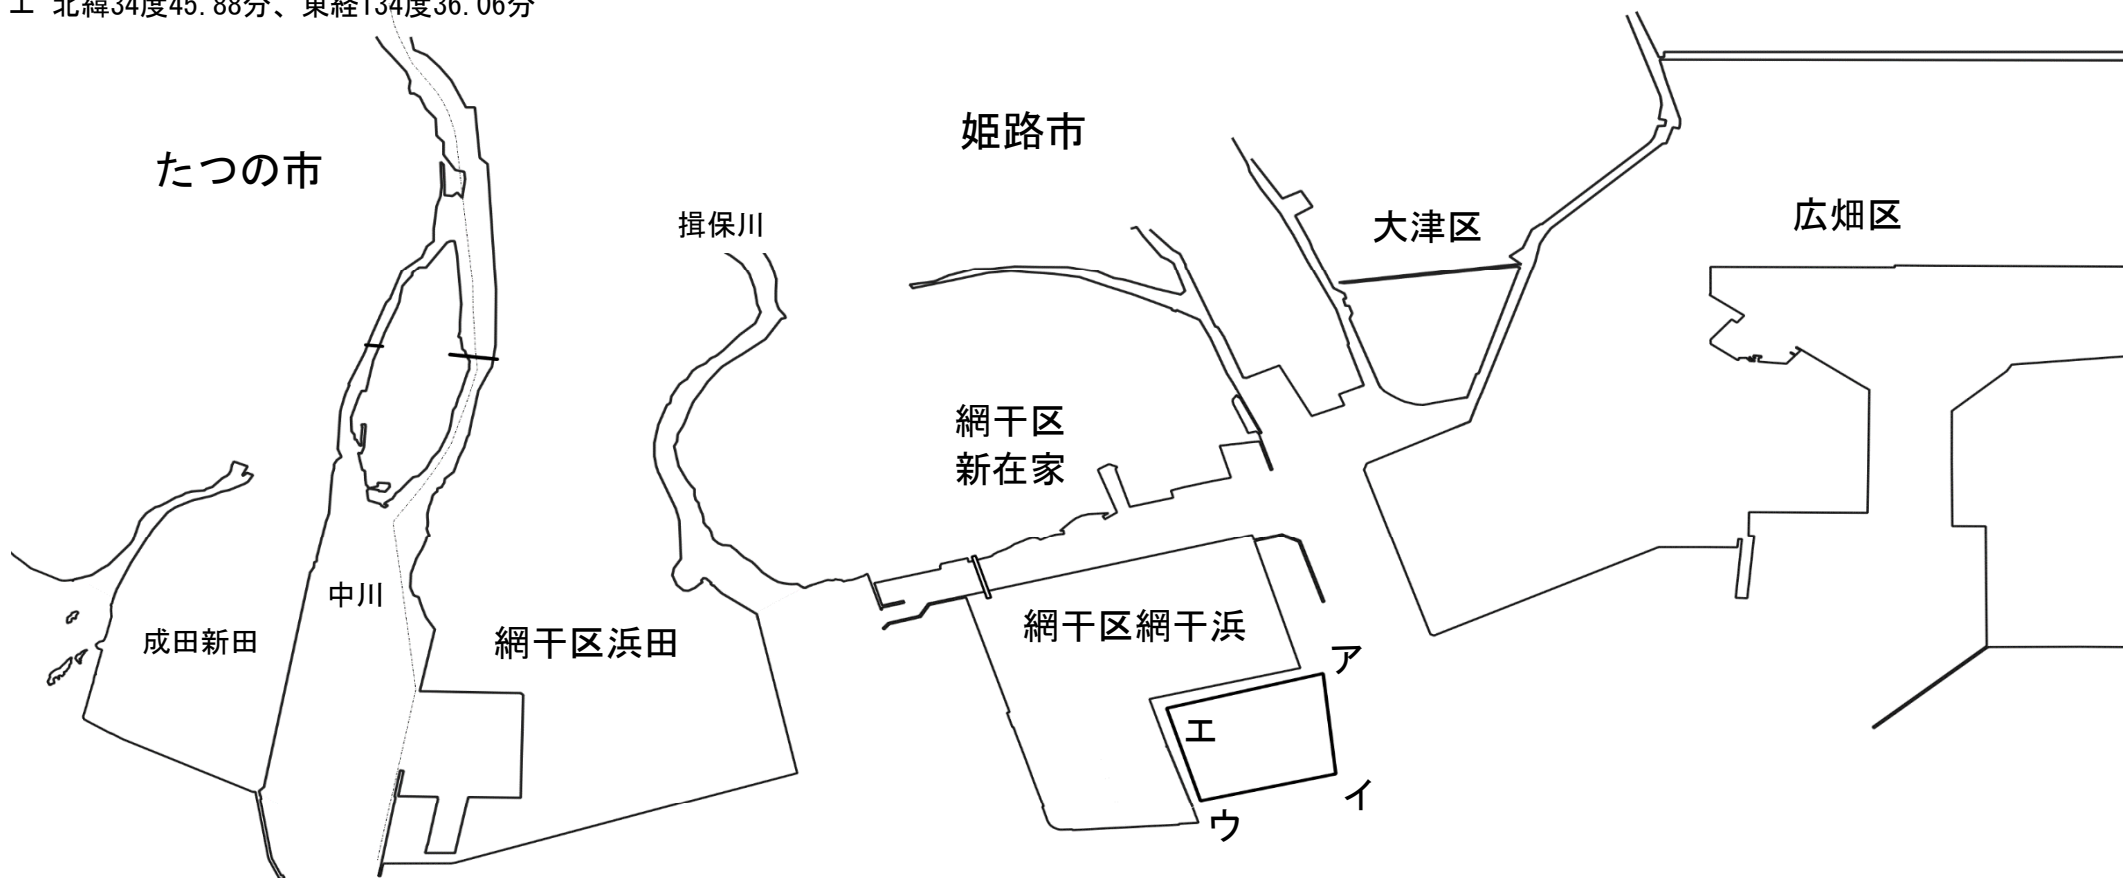 エ 北緯34度45.88分、東経134度36.06分
姫路市
たつの市
揖保川
大津区
広畑区
網干区
新在家
中川
成田新田
網干区浜田
網干区網干浜
ア
エ
イ
ウ